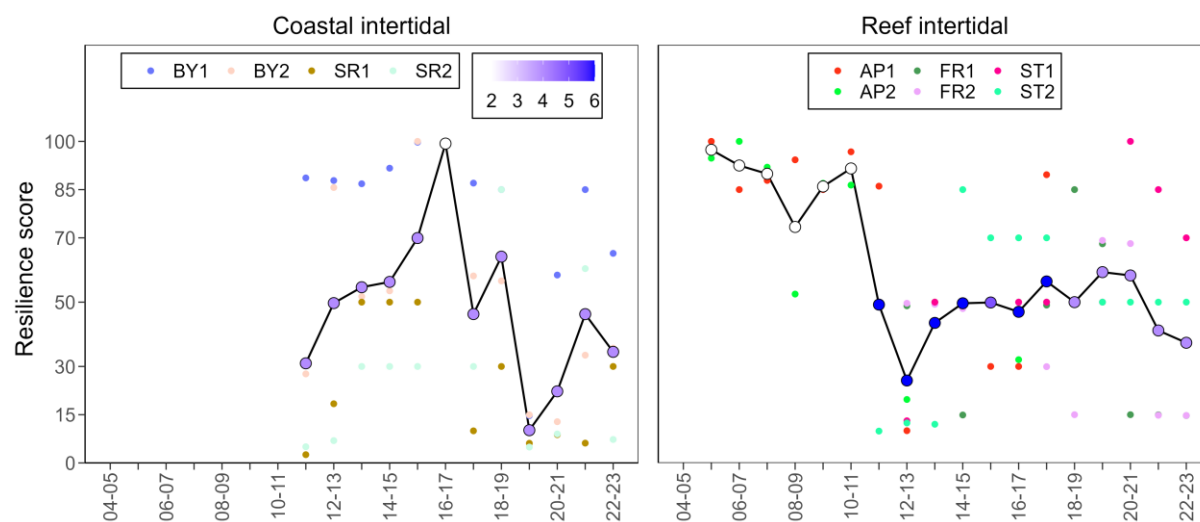 Coastal intertidal
Reef intertidal
BY1 BY2 SR1 SR2
2 3 4 5 6
AP1 FR1 ST1
AP2 FR2 ST2
Resilience score
100
85
70
50
30
15
0
04-05 06-07 08-09 10-11 12-13 14-15 16-17 18-19 20-21 22-23
04-05 06-07 08-09 10-11 12-13 14-15 16-17 18-19 20-21 22-23